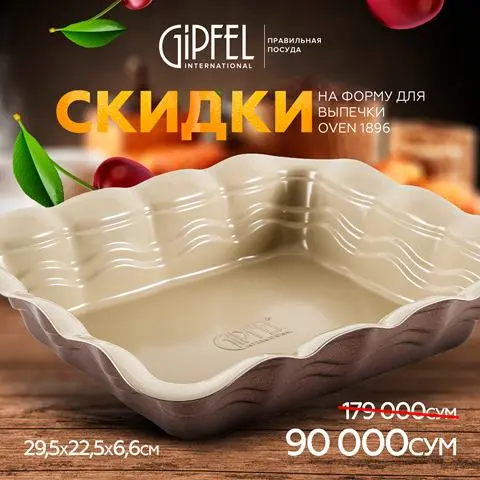 GIPFEL
INTERNATIONAL
ПРАВИЛЬНАЯ
ПОСУДА
СКИДКИ
НА ФОРМУ ДЛЯ
ВЫПЕЧКИ
OVEN 1896
GIPFEL
INTERNATIONAL
179 000СУМ
90 000СУМ
29,5x22,5x6,6СМ